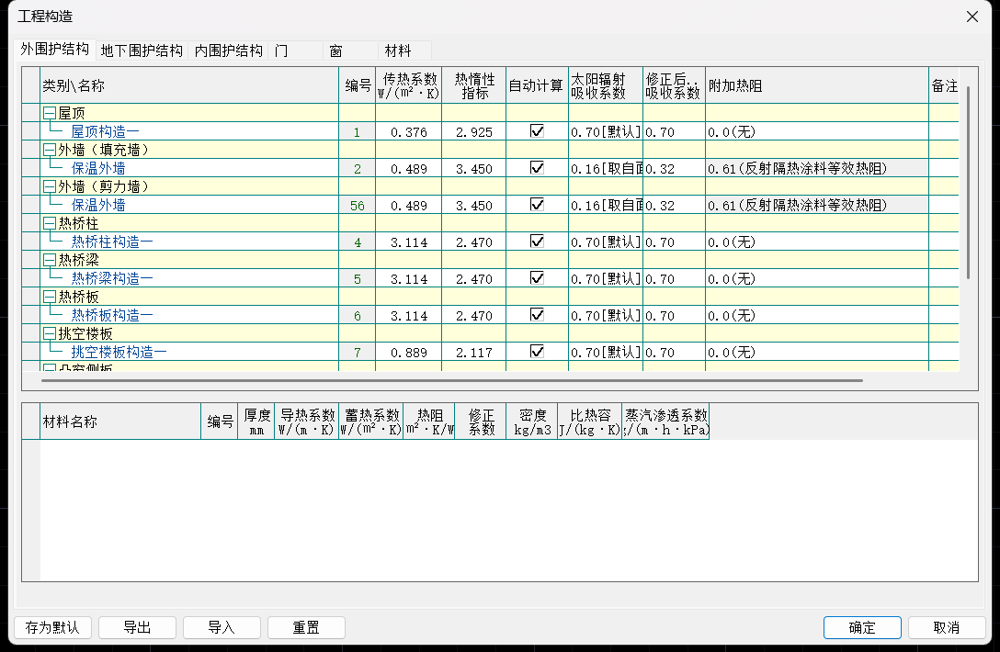 工程构造
外围护结构 地下围护结构 内围护结构 门 窗 材料
类别\名称 编号 传热系数 W/(m²·K) 热惰性指标 自动计算 太阳辐射吸收系数 修正后..吸收系数 附加热阻 备注
屋顶
屋顶构造一 1 0.376 2.925 0.70[默认] 0.70 0.0(无)
外墙（填充墙）
保温外墙 2 0.489 3.450 0.16[取自面 0.32 0.61(反射隔热涂料等效热阻)
外墙（剪力墙）
保温外墙 56 0.489 3.450 0.16[取自面 0.32 0.61(反射隔热涂料等效热阻)
热桥柱
热桥柱构造一 4 3.114 2.470 0.70[默认] 0.70 0.0(无)
热桥梁
热桥梁构造一 5 3.114 2.470 0.70[默认] 0.70 0.0(无)
热桥板
热桥板构造一 6 3.114 2.470 0.70[默认] 0.70 0.0(无)
挑空楼板
挑空楼板构造一 7 0.889 2.117 0.70[默认] 0.70 0.0(无)
凸窗侧板
材料名称 编号 厚度 mm 导热系数 W/(m·K) 蓄热系数 W/(m²·K) 热阻 m²·K/W 修正系数 密度 kg/m3 比热容 J/(kg·K) 蒸汽渗透系数 g/(m·h·kPa)
存为默认 导出 导入 重置 确定 取消